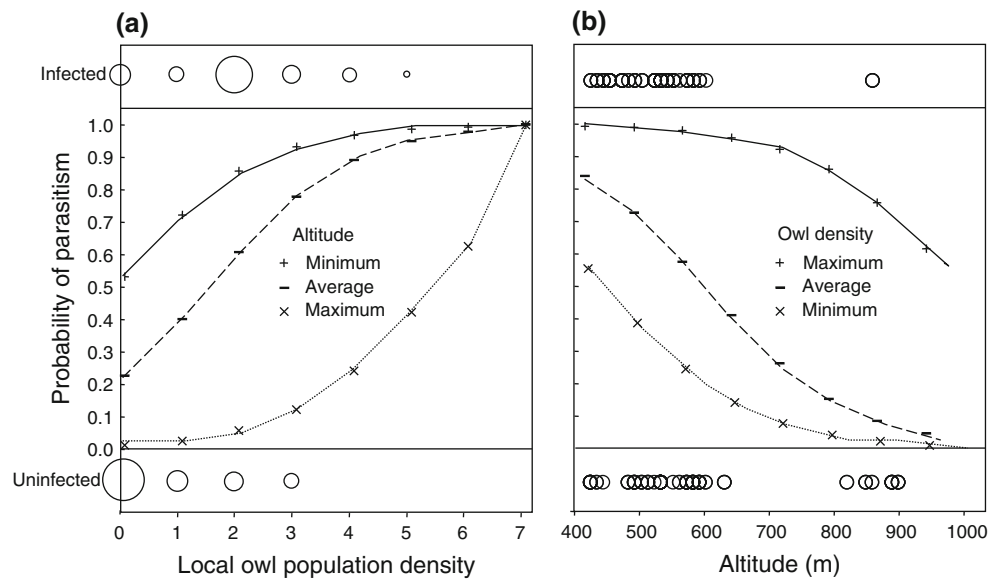 (a)
(b)
Infected
1.0
0.9
0.8
0.7
0.6
0.5
0.4
0.3
0.2
0.1
0.0
Probability of parasitism
Altitude
Minimum
Average
Maximum
Owl density
Maximum
Average
Minimum
Uninfected
0 1 2 3 4 5 6 7
400 500 600 700 800 900 1000
Local owl population density
Altitude (m)